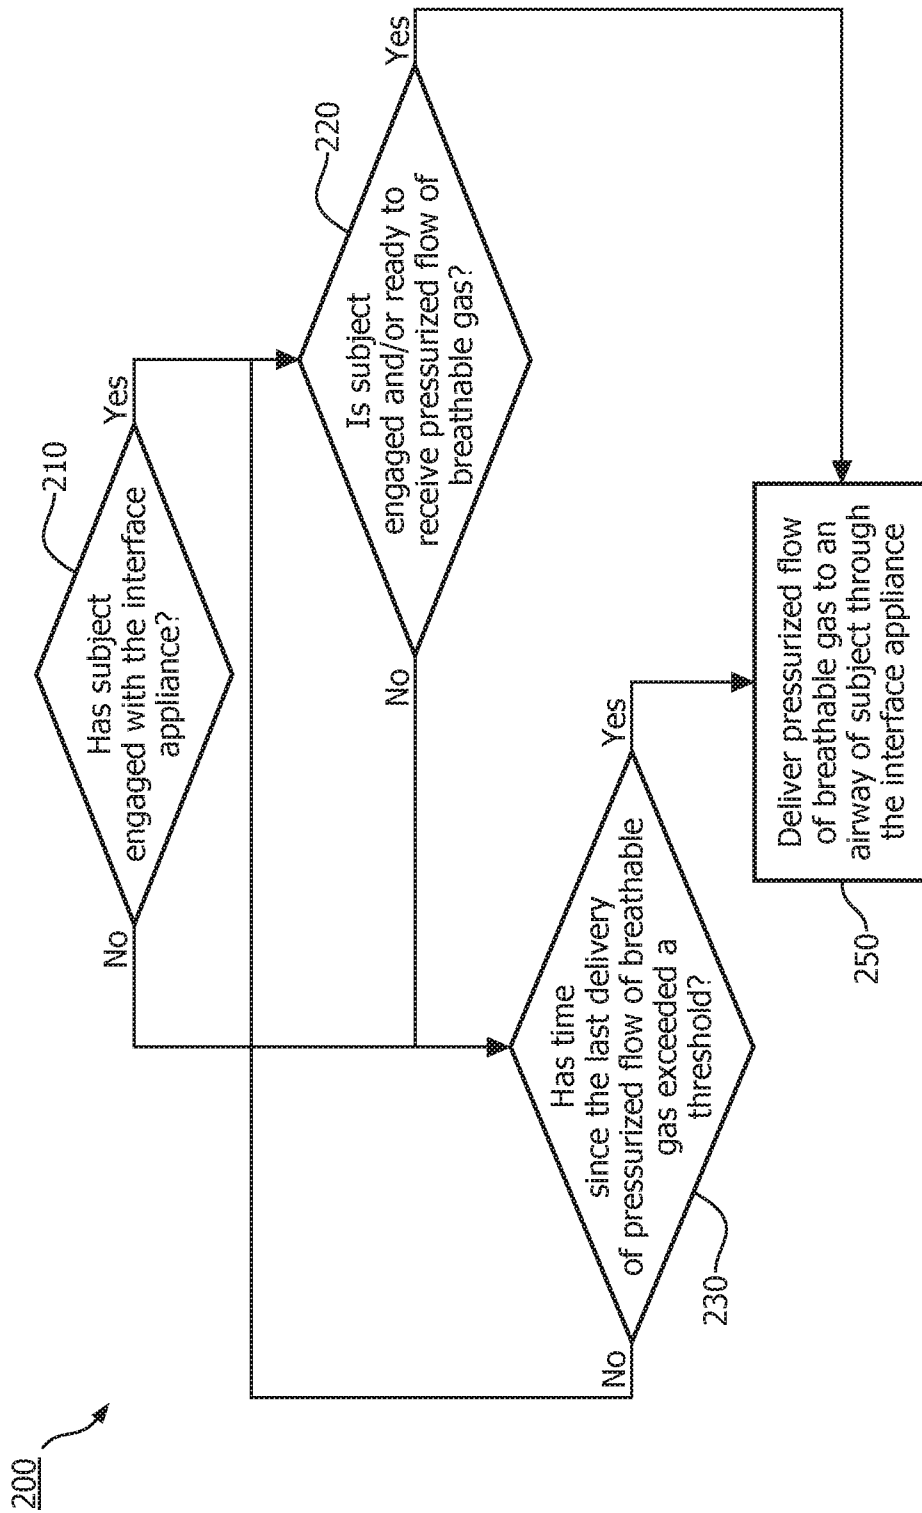 200
210
Has subject
engaged with the interface
appliance?
No
Yes
220
Is subject
engaged and/or ready to
receive pressurized flow of
breathable gas?
No
Yes
Has time
since the last delivery
of pressurized flow of breathable
gas exceeded a
threshold?
230
No
Yes
Deliver pressurized flow
of breathable gas to an
airway of subject through
the interface appliance
250